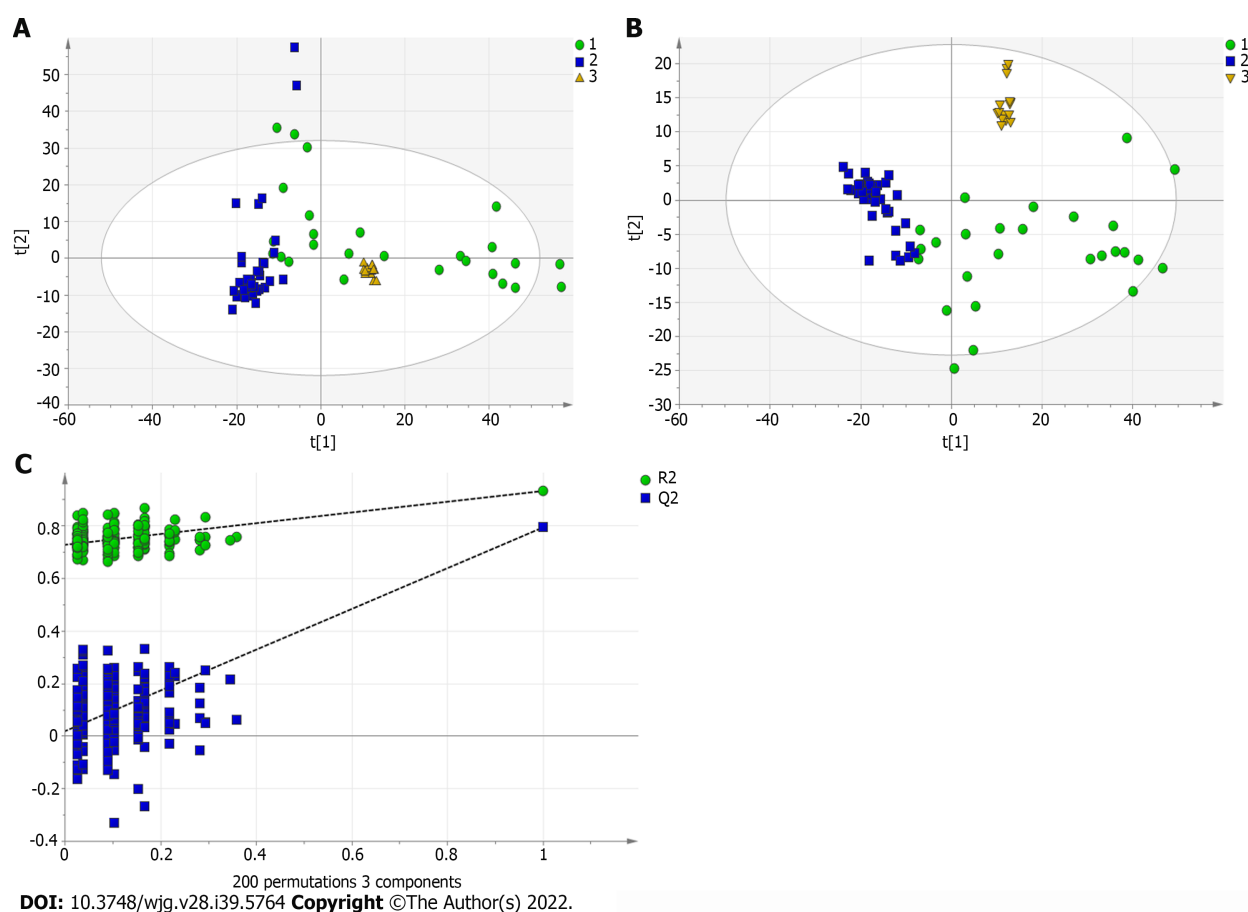 A
1
2
3
50
40
30
20
10
0
-10
-20
-30
-40
-60 -40 -20 0 20 40
t[2]
t[1]
B
1
2
3
20
15
10
5
0
-5
-10
-15
-20
-25
-30
-60 -40 -20 0 20 40
t[2]
t[1]
C
R2
Q2
0.8
0.6
0.4
0.2
0
-0.2
-0.4
0 0.2 0.4 0.6 0.8 1
200 permutations 3 components
DOI: 10.3748/wjg.v28.i39.5764 Copyright ©The Author(s) 2022.